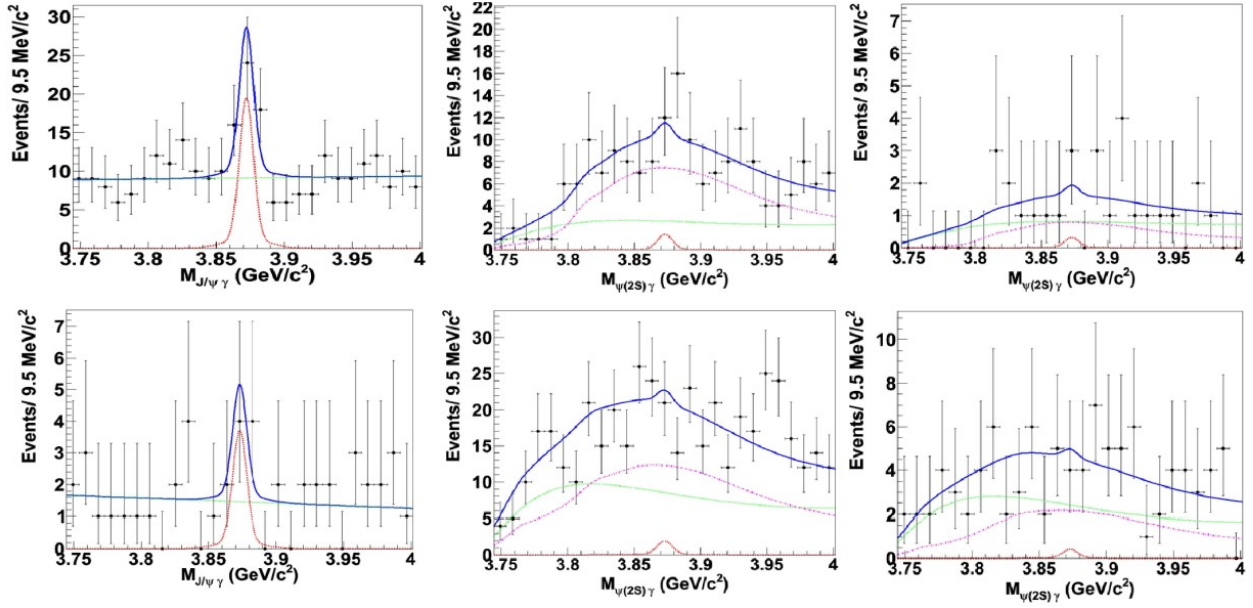 Events/ 9.5 MeV/c²
30
25
20
15
10
5
0
3.75 3.8 3.85 3.9 3.95 4
M_J/ψ γ (GeV/c²)
Events/ 9.5 MeV/c²
22
20
18
16
14
12
10
8
6
4
2
0
3.75 3.8 3.85 3.9 3.95 4
M_ψ(2S) γ (GeV/c²)
Events/ 9.5 MeV/c²
7
6
5
4
3
2
1
0
3.75 3.8 3.85 3.9 3.95 4
M_ψ(2S) γ (GeV/c²)
Events/ 9.5 MeV/c²
7
6
5
4
3
2
1
0
3.75 3.8 3.85 3.9 3.95 4
M_J/ψ γ (GeV/c²)
Events/ 9.5 MeV/c²
30
25
20
15
10
5
0
3.75 3.8 3.85 3.9 3.95 4
M_ψ(2S) γ (GeV/c²)
Events/ 9.5 MeV/c²
10
8
6
4
2
0
3.75 3.8 3.85 3.9 3.95 4
M_ψ(2S) γ (GeV/c²)